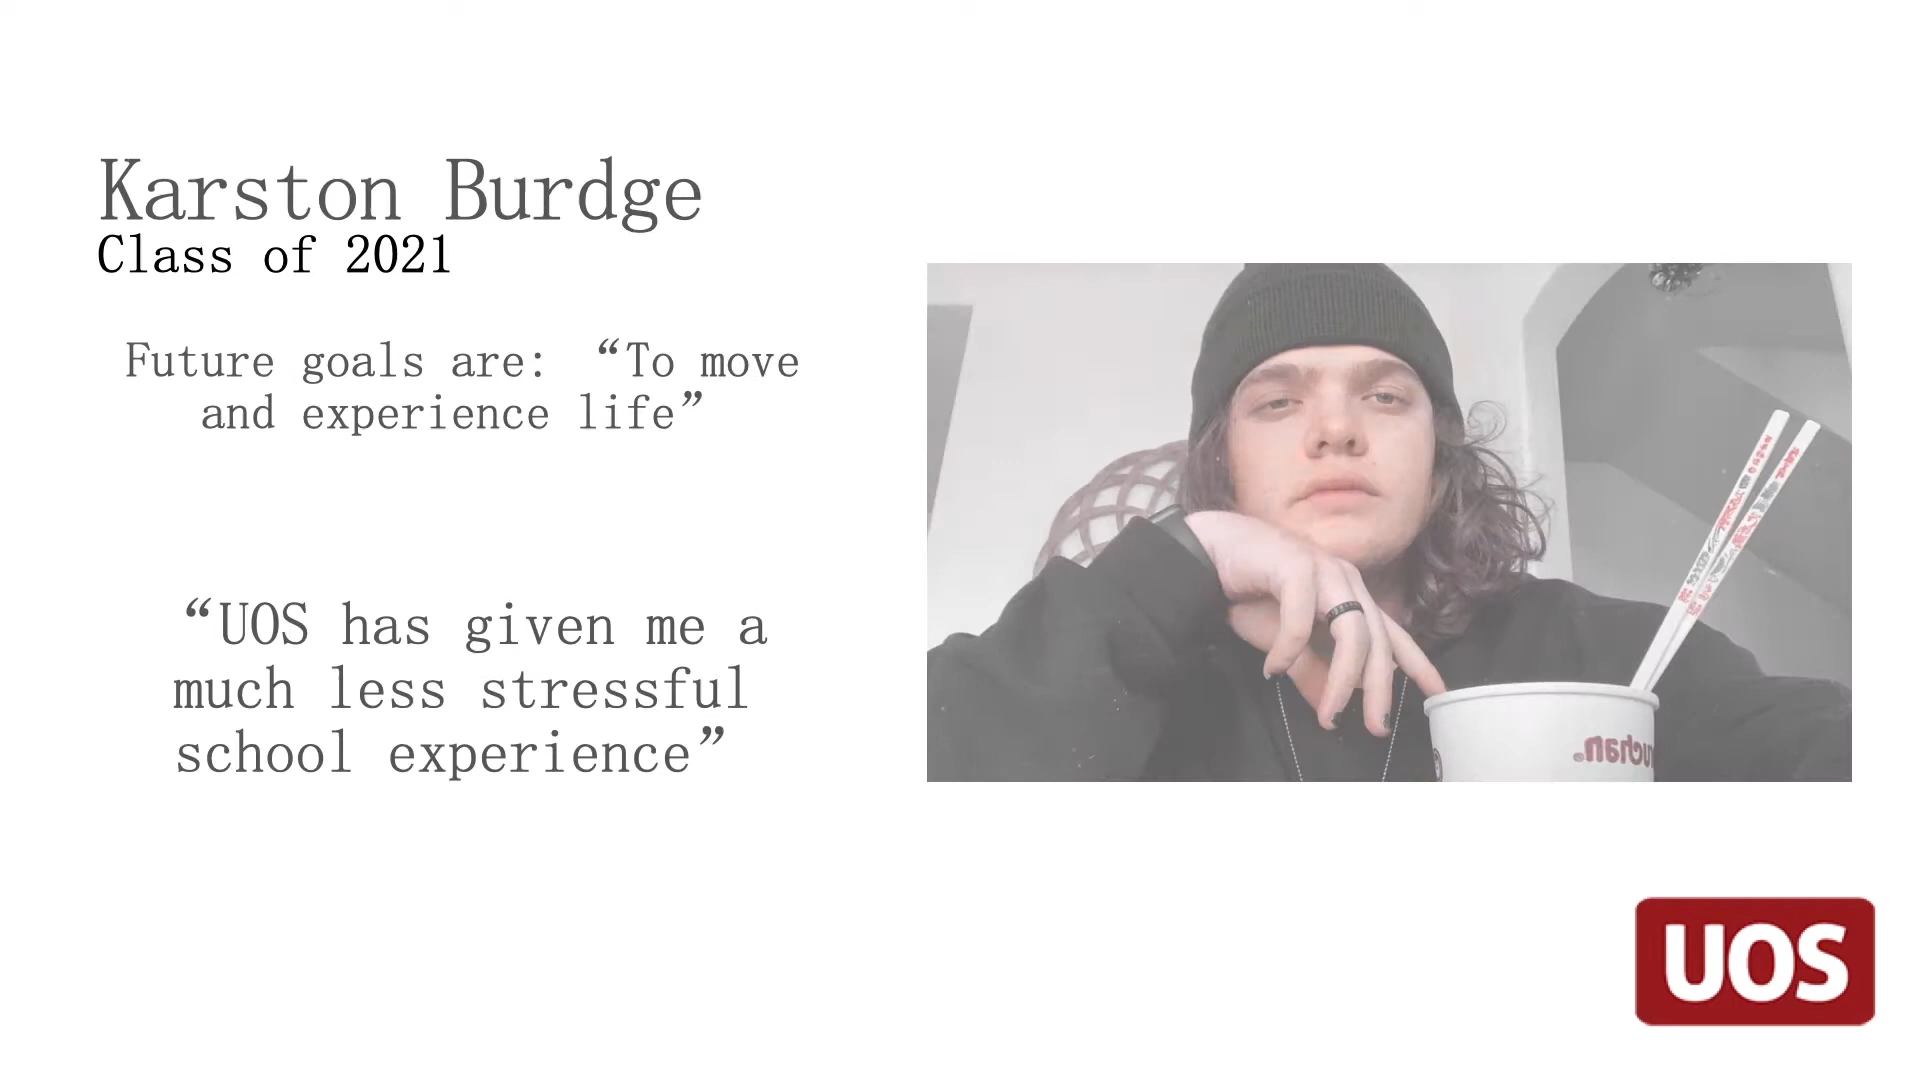 Karston Burdge
Class of 2021
Future goals are: “To move
and experience life”
“UOS has given me a
much less stressful
school experience”
uchan®
UOS